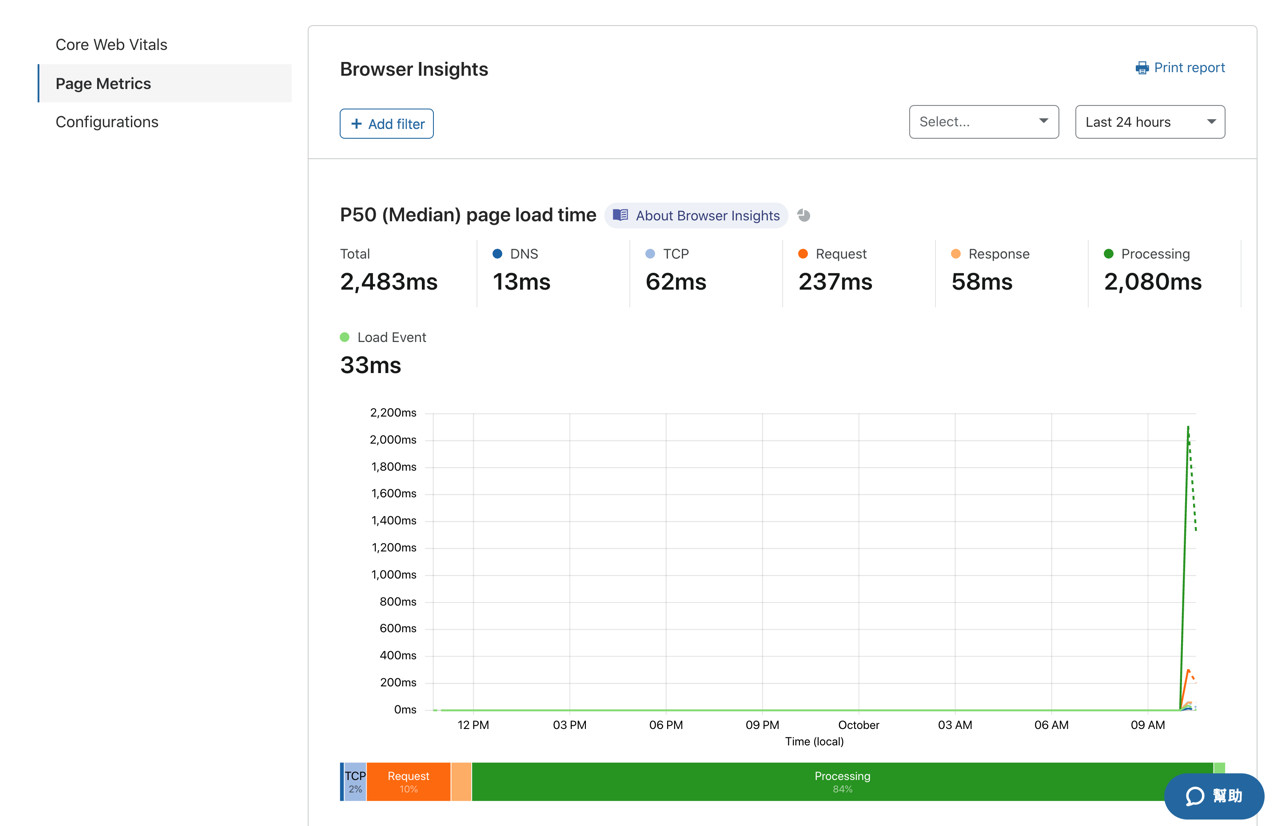 Core Web Vitals
Page Metrics
Configurations
Browser Insights
Print report
+ Add filter
Select...
Last 24 hours
P50 (Median) page load time
About Browser Insights
Total
2,483ms
DNS
13ms
TCP
62ms
Request
237ms
Response
58ms
Processing
2,080ms
Load Event
33ms
2,200ms
2,000ms
1,800ms
1,600ms
1,400ms
1,200ms
1,000ms
800ms
600ms
400ms
200ms
0ms
12 PM 03 PM 06 PM 09 PM October 03 AM 06 AM 09 AM
Time (local)
TCP
2%
Request
10%
Processing
84%
幫助